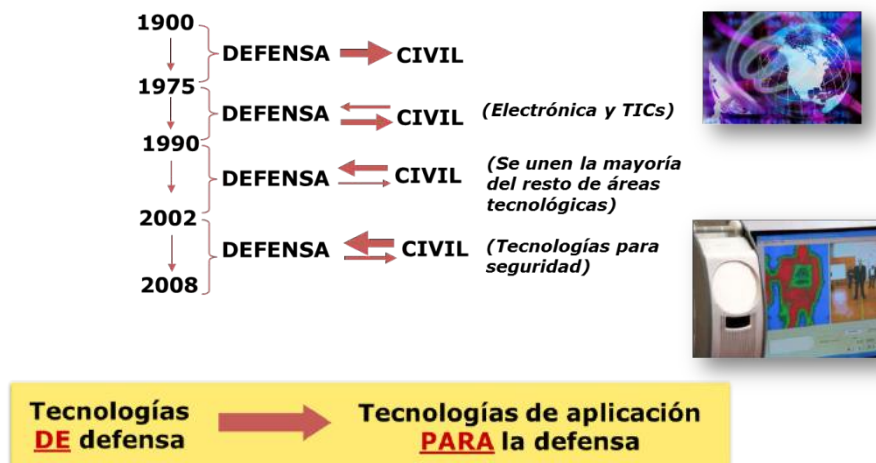 1900
DEFENSA CIVIL
1975
DEFENSA CIVIL (Electrónica y TICs)
1990
DEFENSA CIVIL (Se unen la mayoría
del resto de áreas
tecnológicas)
2002
DEFENSA CIVIL (Tecnologías para
seguridad)
2008
Tecnologías
DE defensa
Tecnologías de aplicación
PARA la defensa